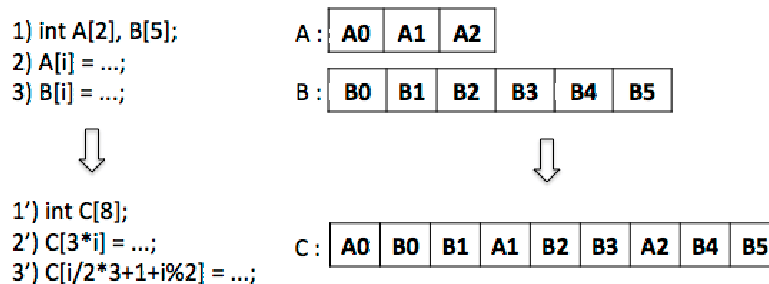 1) int A[2], B[5];
2) A[i] = ...;
3) B[i] = ...;
A : A0 A1 A2
B : B0 B1 B2 B3 B4 B5
1') int C[8];
2') C[3*i] = ...;
3') C[i/2*3+1+i%2] = ...;
C : A0 B0 B1 A1 B2 B3 A2 B4 B5